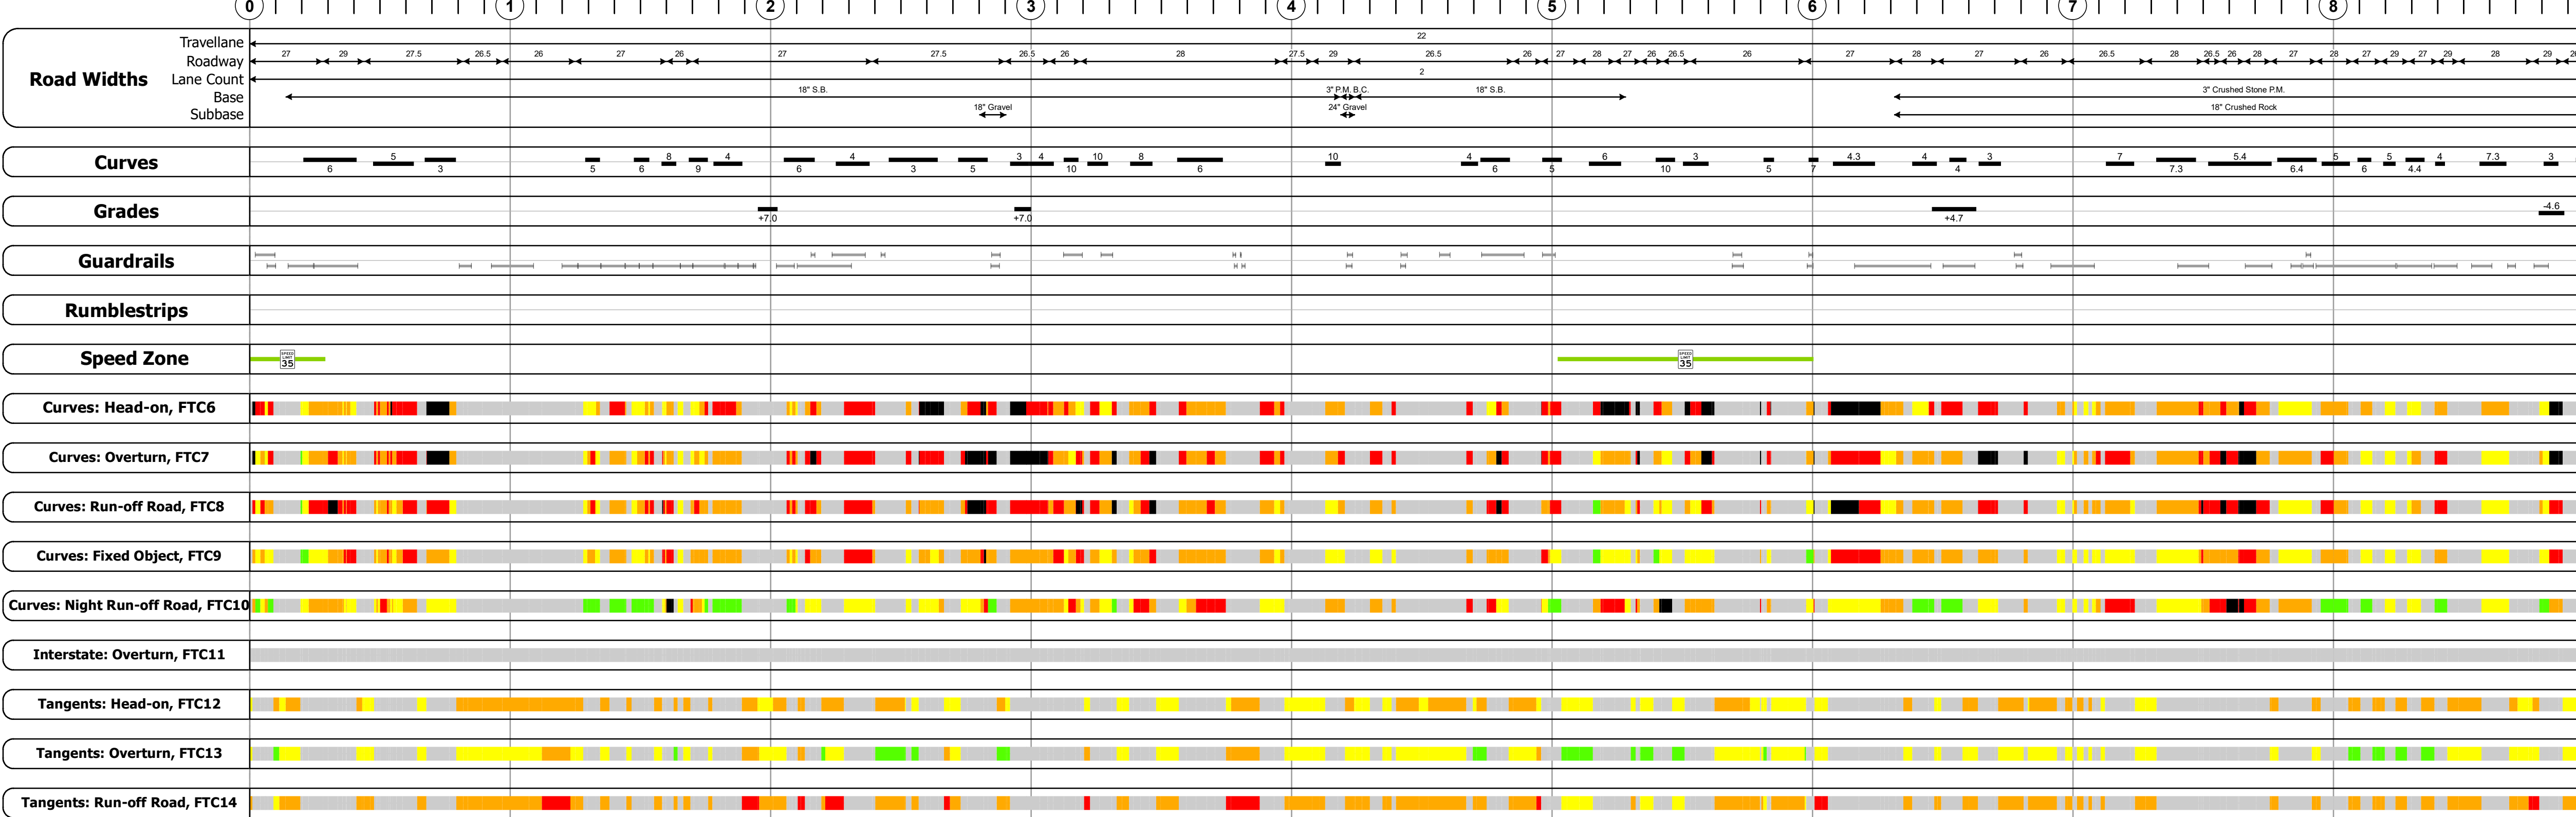 0 1 2 3 4 5 6 7 8
Travellane 22
27 29 27.5 26.5 26 27 26 27 27.5 26.5 26 28 27.5 29 26.5 26 27 28 27 26 26.5 26 27 28 27 26 26.5 28 26.5 26 28 27 28 27 29 27 29 28 29
Roadway
Road Widths
Lane Count 2
Base 18" S.B. 3" P.M. B.C. 18" S.B. 3" Crushed Stone P.M.
Subbase 18" Gravel 24" Gravel 18" Crushed Rock
5 8 4 4 3 4 10 8 10 4 6 3 4.3 4 3 7 5.4 5 5 4 7.3 3
Curves
6 3 5 6 9 6 3 5 10 6 6 5 10 5 7 4 7.3 6.4 6 4.4
-4.6
Grades
+7.0 +7.0 +4.7
Guardrails
Rumblestrips
Speed Zone
SPEED LIMIT 35 SPEED LIMIT 35
Curves: Head-on, FTC6
Curves: Overturn, FTC7
Curves: Run-off Road, FTC8
Curves: Fixed Object, FTC9
Curves: Night Run-off Road, FTC10
Interstate: Overturn, FTC11
Tangents: Head-on, FTC12
Tangents: Overturn, FTC13
Tangents: Run-off Road, FTC14